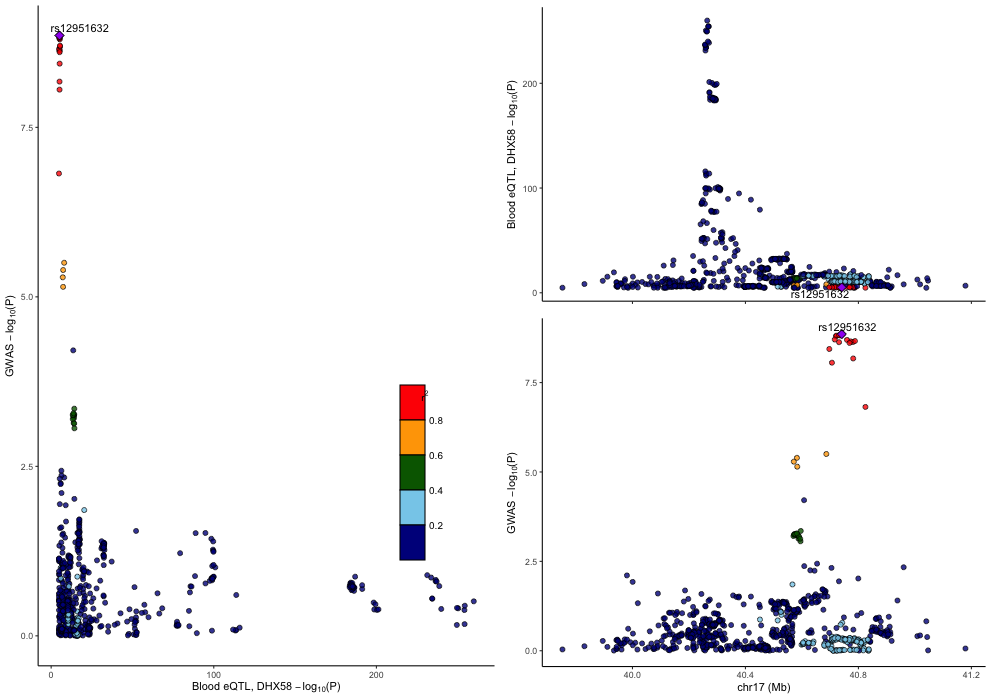 rs12951632
7.5
5.0
2.5
0.0
GWAS −log10(P)
0
100
200
Blood eQTL, DHX58 −log10(P)
r2
0.8
0.6
0.4
0.2
200
100
0
Blood eQTL, DHX58 −log10(P)
rs12951632
rs12951632
7.5
5.0
2.5
0.0
GWAS −log10(P)
40.0
40.4
40.8
41.2
chr17 (Mb)